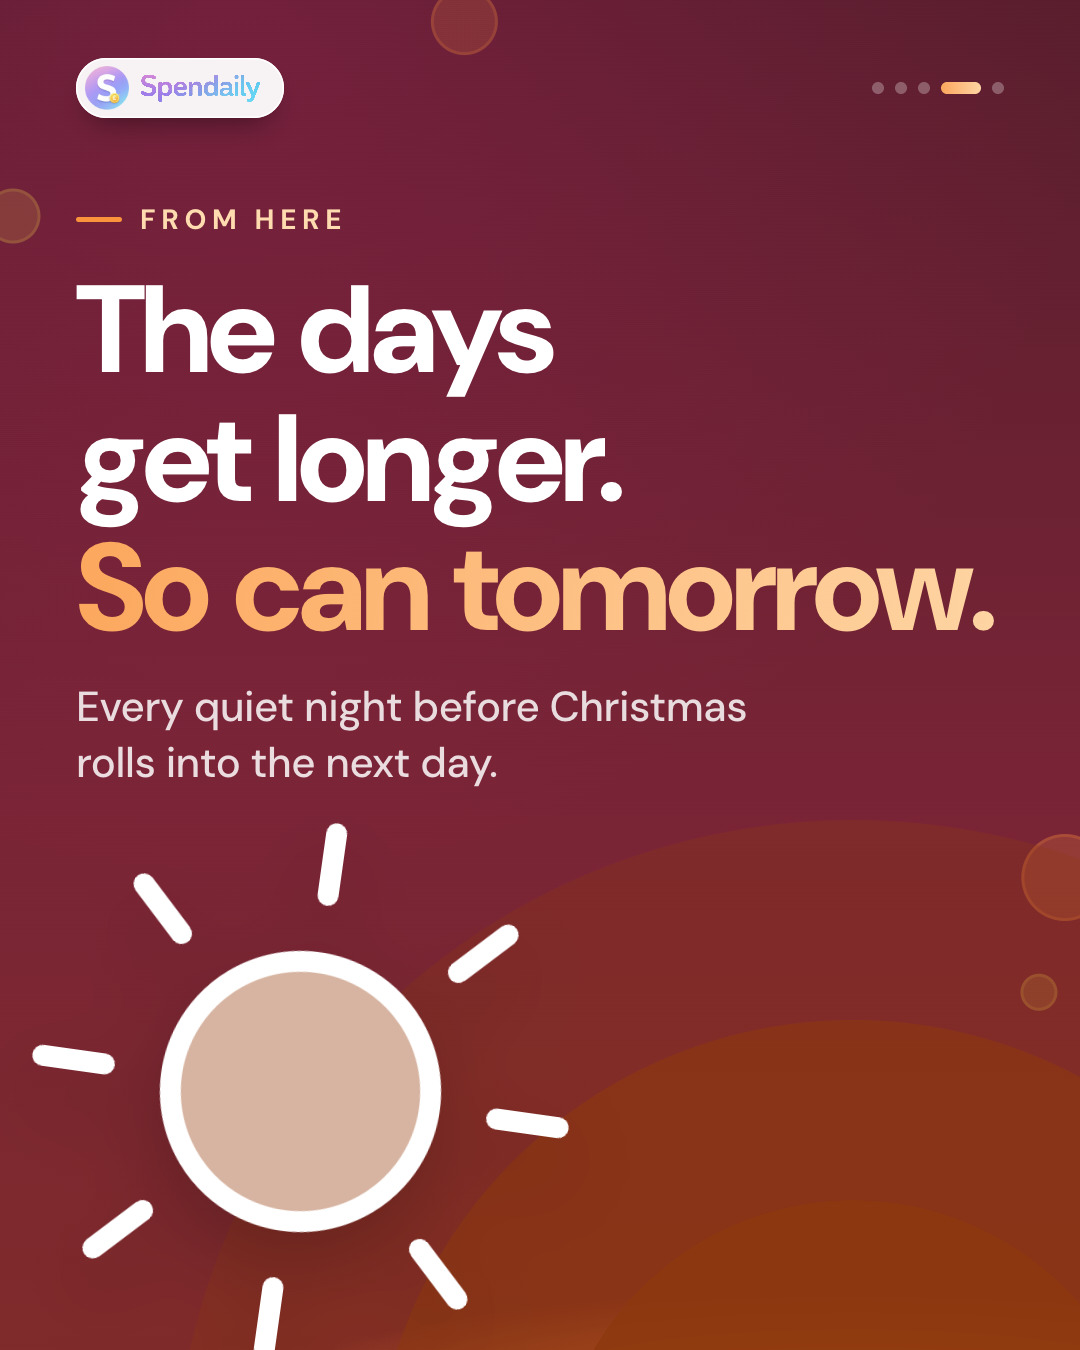 Spendaily
FROM HERE
The days
get longer.
So can tomorrow.
Every quiet night before Christmas
rolls into the next day.